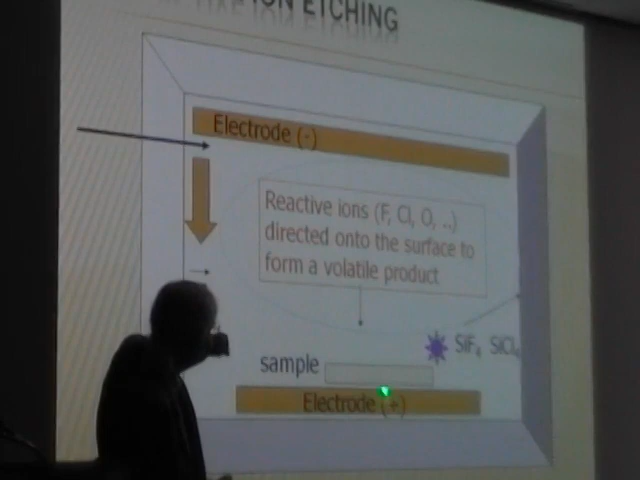 ION ETCHING
Electrode (-)
Reactive ions (F, Cl, O, ..)
directed onto the surface to
form a volatile product
SiF4 SiCl4
sample
Electrode (+)